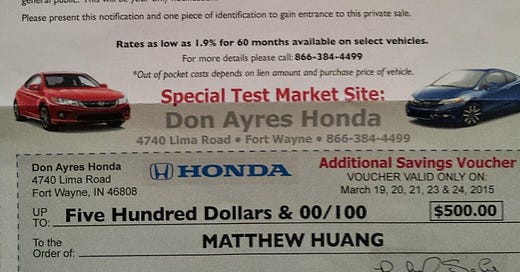 general public. This will be your only
Please present this notification and one piece of identification to gain entrance to this private sale.
Rates as low as 1.9% for 60 months available on select vehicles.
For more details please call: 866-384-4499
*Out of pocket costs depends on lien amount and purchase price of vehicle.
Special Test Market Site:
Don Ayres Honda
4740 Lima Road • Fort Wayne • 866-384-4499
Don Ayres Honda
4740 Lima Road
Fort Wayne, IN 46808
HONDA
Additional Savings Voucher
VOUCHER VALID ONLY ON:
March 19, 20, 21, 23 & 24, 2015
UP TO: Five Hundred Dollars & 00/100 $500.00
To the Order of: MATTHEW HUANG